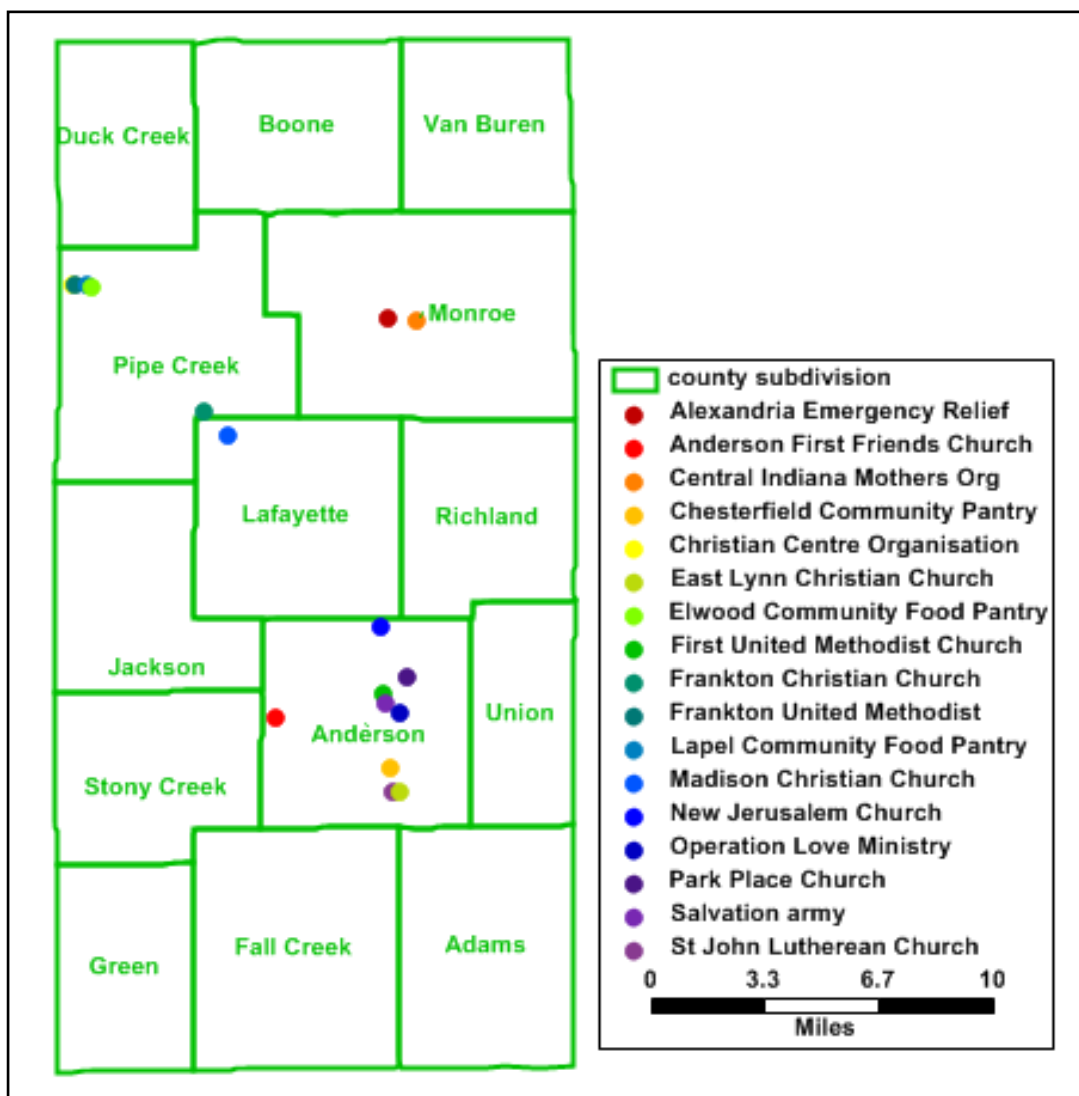 Duck Creek
Boone
Van Buren
Monroe
Pipe Creek
Lafayette
Richland
Jackson
Andèrson
Union
Stony Creek
Green
Fall Creek
Adams
county subdivision
Alexandria Emergency Relief
Anderson First Friends Church
Central Indiana Mothers Org
Chesterfield Community Pantry
Christian Centre Organisation
East Lynn Christian Church
Elwood Community Food Pantry
First United Methodist Church
Frankton Christian Church
Frankton United Methodist
Lapel Community Food Pantry
Madison Christian Church
New Jerusalem Church
Operation Love Ministry
Park Place Church
Salvation army
St John Lutherean Church
0 3.3 6.7 10
Miles